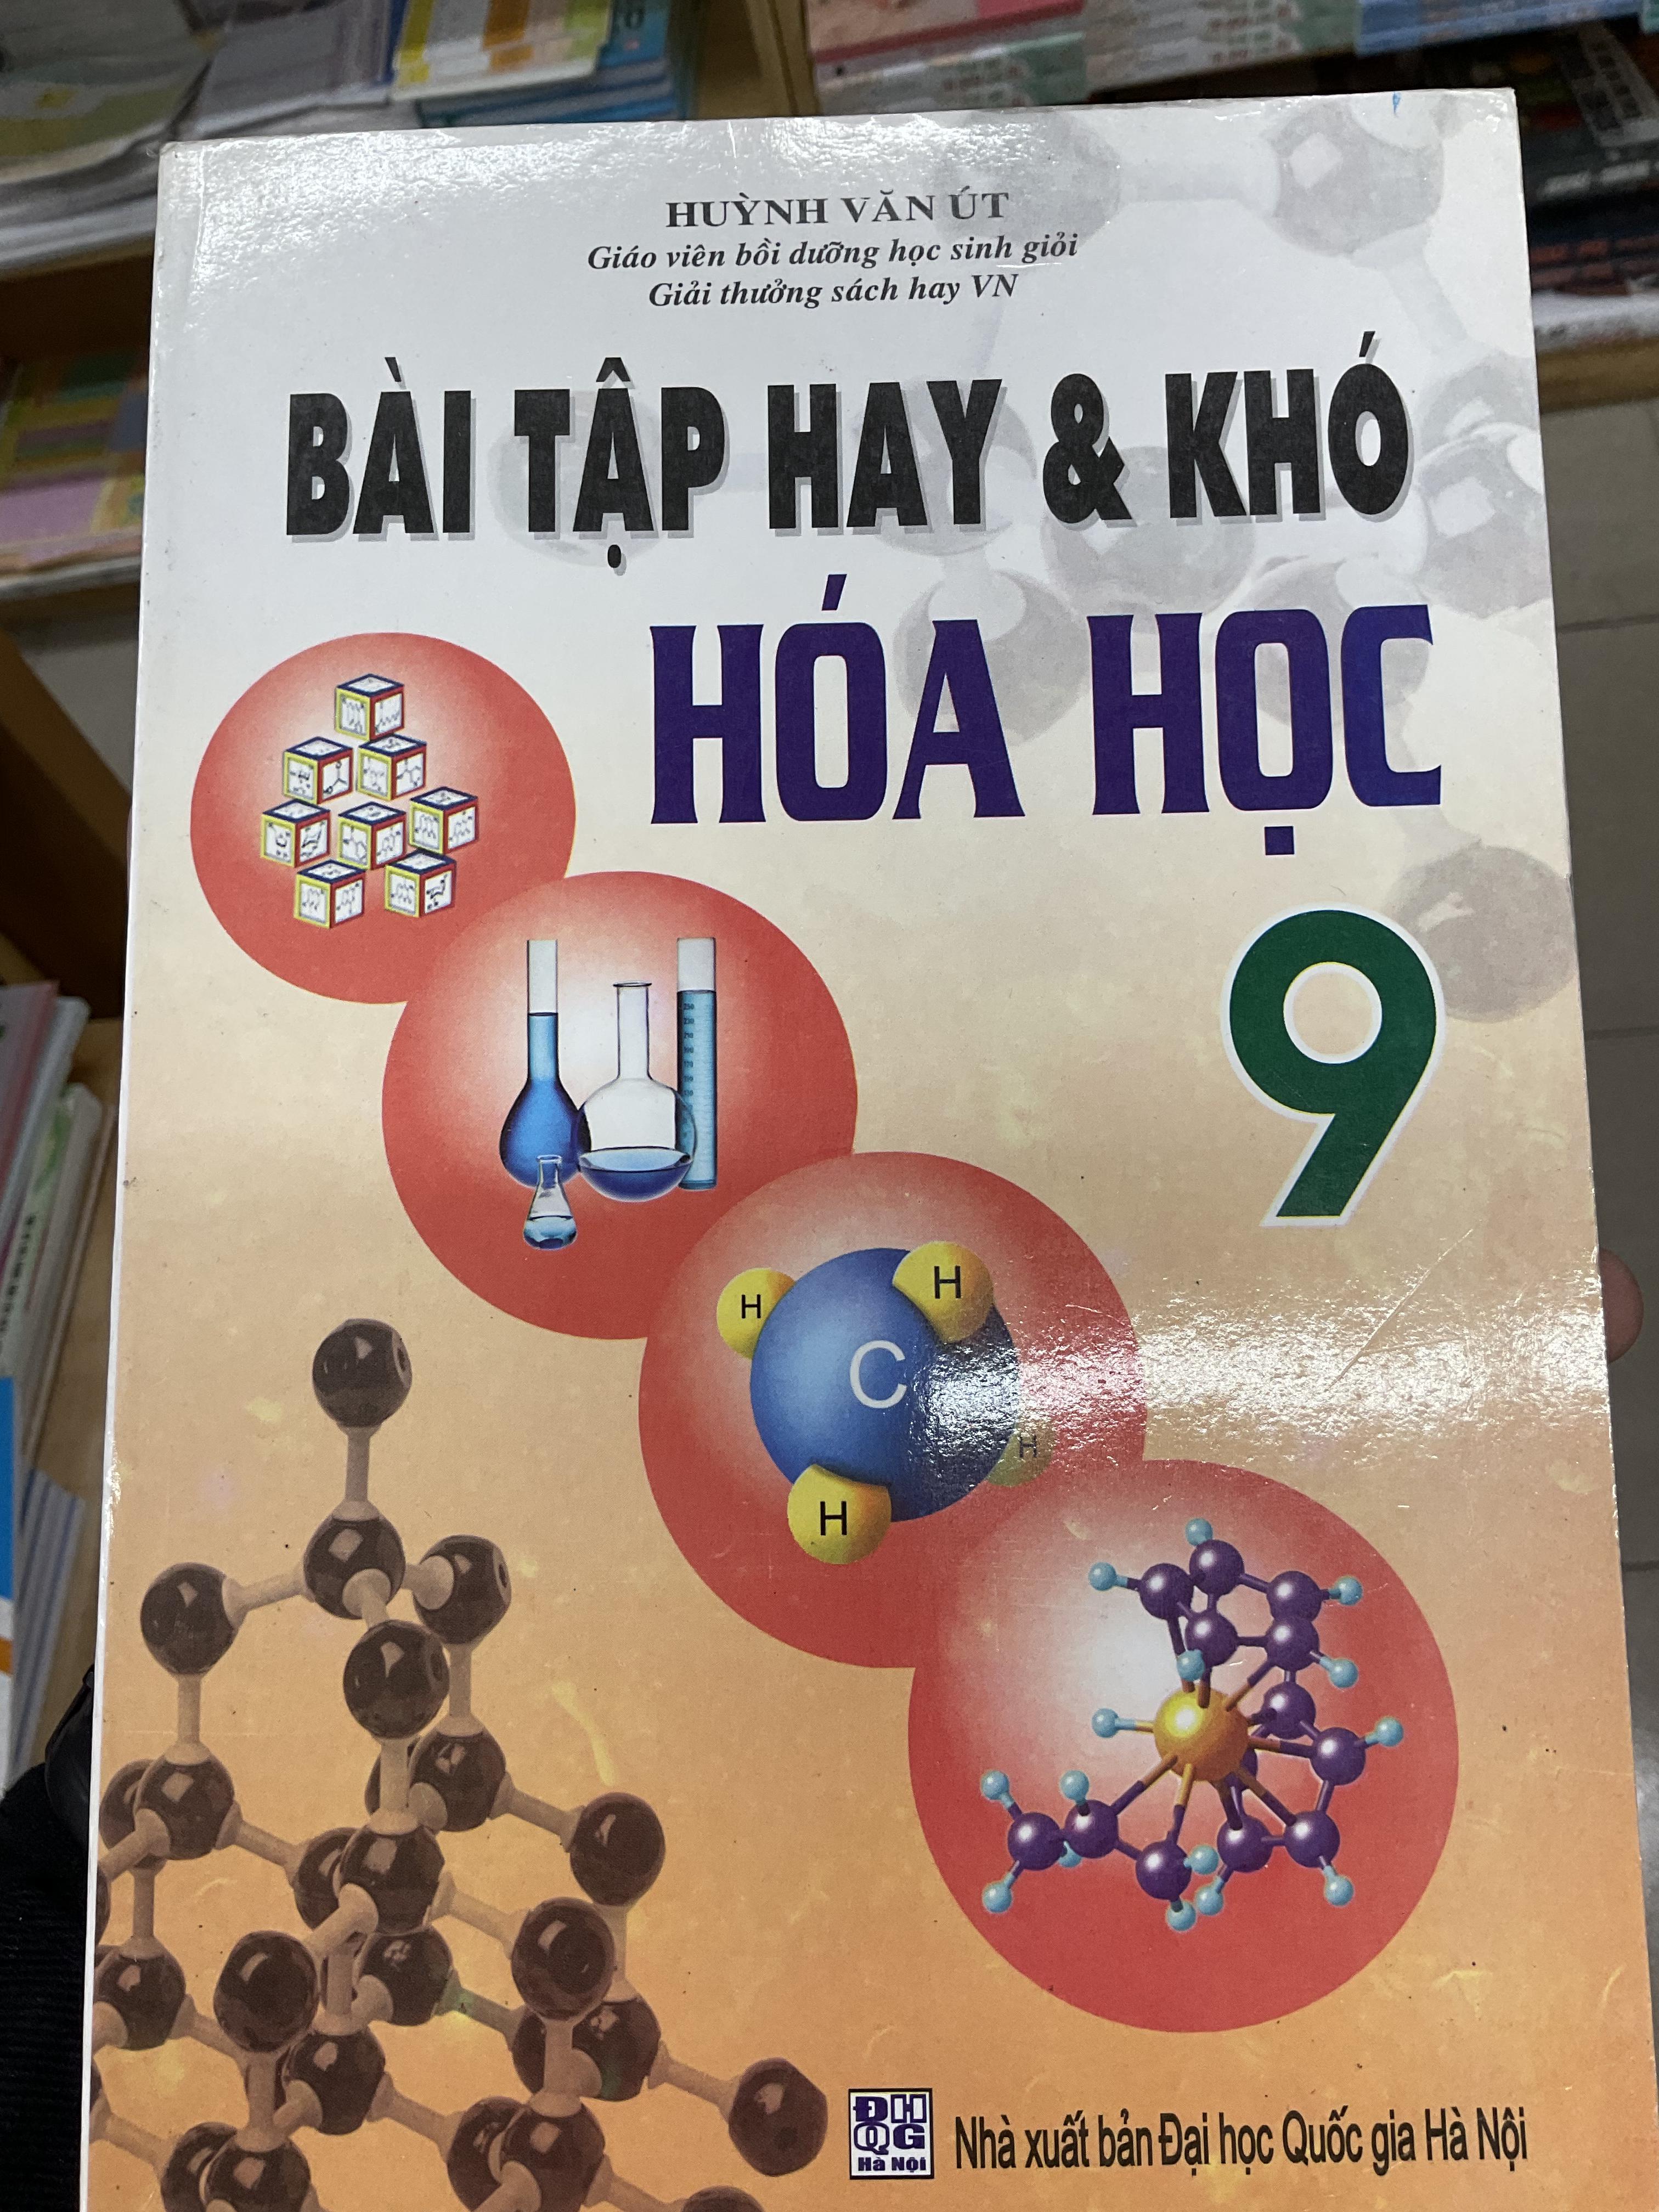 HUỲNH VĂN ÚT
Giáo viên bồi dưỡng học sinh giỏi
Giải thưởng sách hay VN
BÀI TẬP HAY & KHÓ
HÓA HỌC
9
H
H
C
H
H
ĐH
QG
Hà Nội
Nhà xuất bản Đại học Quốc gia Hà Nội